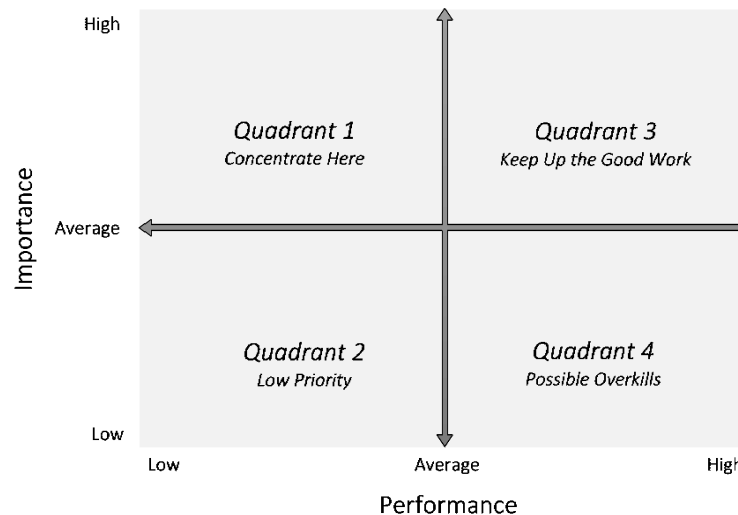 High
Quadrant 1
Concentrate Here
Quadrant 3
Keep Up the Good Work
Importance
Average
Quadrant 2
Low Priority
Quadrant 4
Possible Overkills
Low
Low
Average
High
Performance